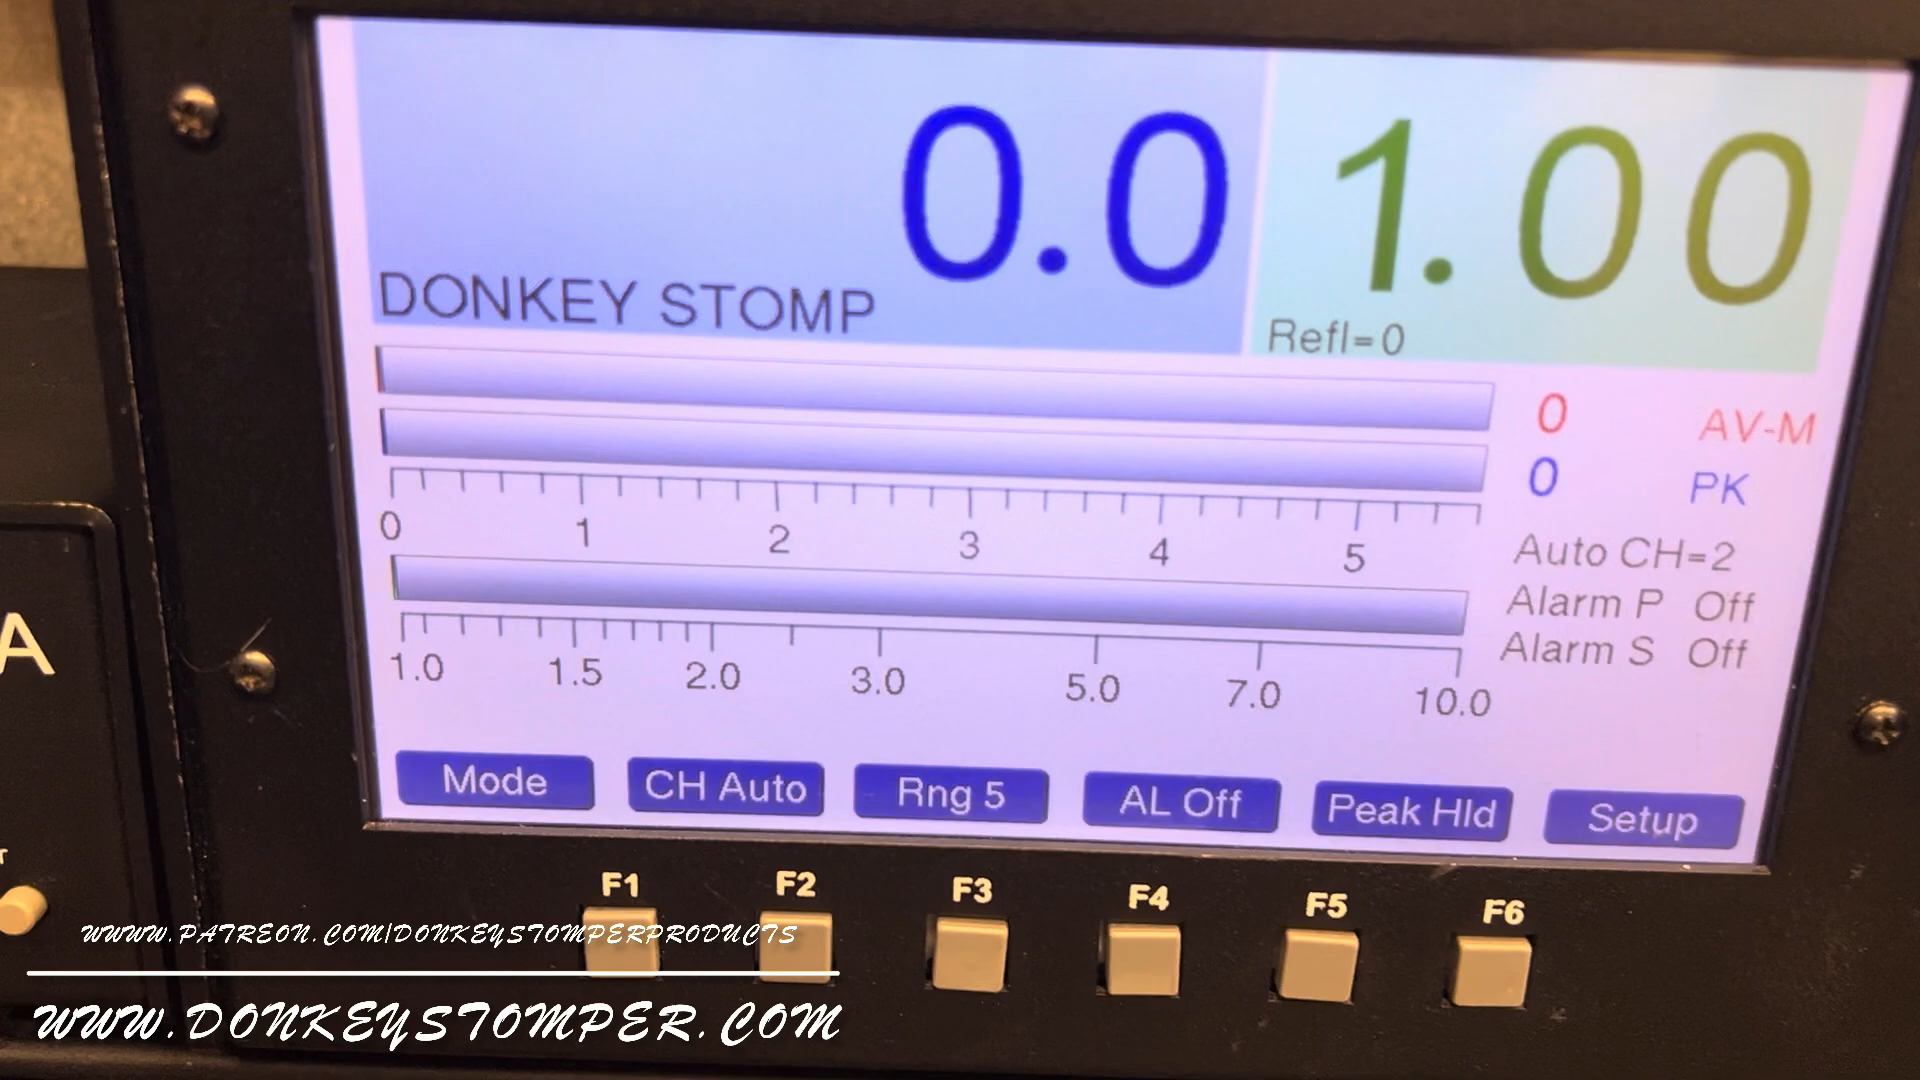 0.0
1.00
DONKEY STOMP
Refl=0
0 AV-M
0 PK
0 1 2 3 4 5
Auto CH=2
Alarm P Off
Alarm S Off
1.0 1.5 2.0 3.0 5.0 7.0 10.0
Mode CH Auto Rng 5 AL Off Peak Hld Setup
F1 F2 F3 F4 F5 F6
A
T
WWW.PATREON.COM/DONKEYSTOMPERPRODUCTS
WWW.DONKEYSTOMPER.COM